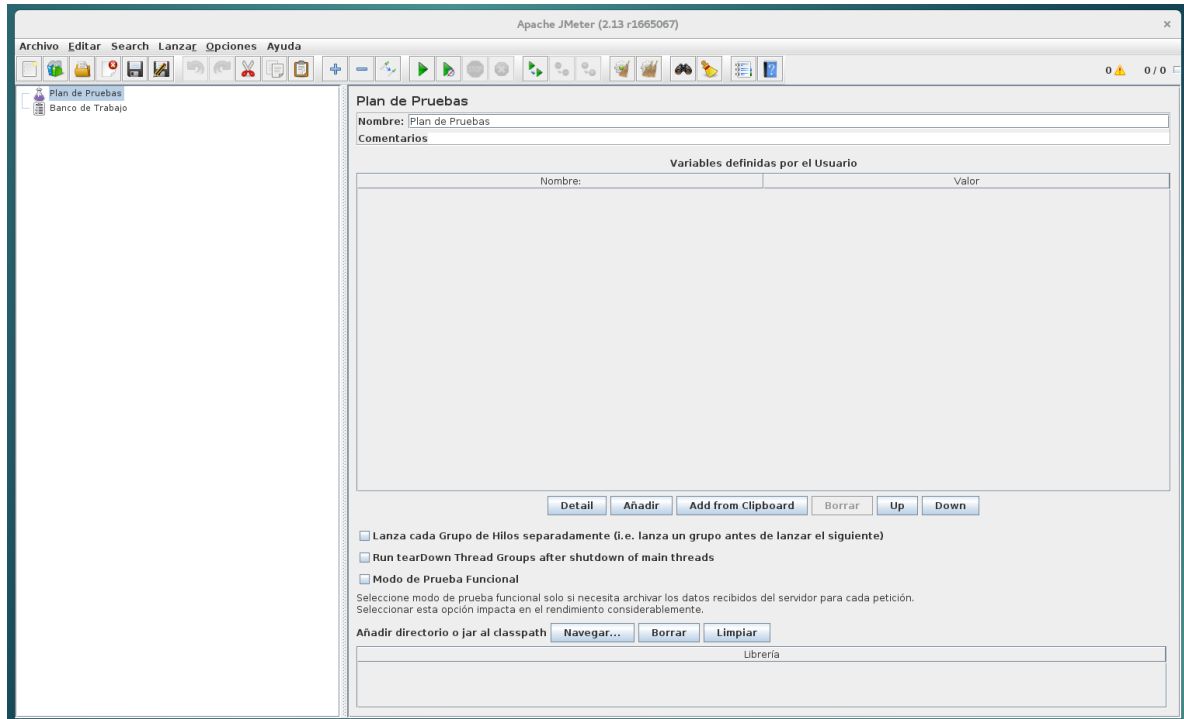 Apache JMeter (2.13 r1665067)
Archivo Editar Search Lanzar Opciones Ayuda
0 0 / 0
Plan de Pruebas
Banco de Trabajo
Plan de Pruebas
Nombre: Plan de Pruebas
Comentarios
Variables definidas por el Usuario
Nombre: Valor
Detail Añadir Add from Clipboard Borrar Up Down
Lanza cada Grupo de Hilos separadamente (i.e. lanza un grupo antes de lanzar el siguiente)
Run tearDown Thread Groups after shutdown of main threads
Modo de Prueba Funcional
Seleccione modo de prueba funcional solo si necesita archivar los datos recibidos del servidor para cada petición.
Seleccionar esta opción impacta en el rendimiento considerablemente.
Añadir directorio o jar al classpath Navegar... Borrar Limpiar
Librería